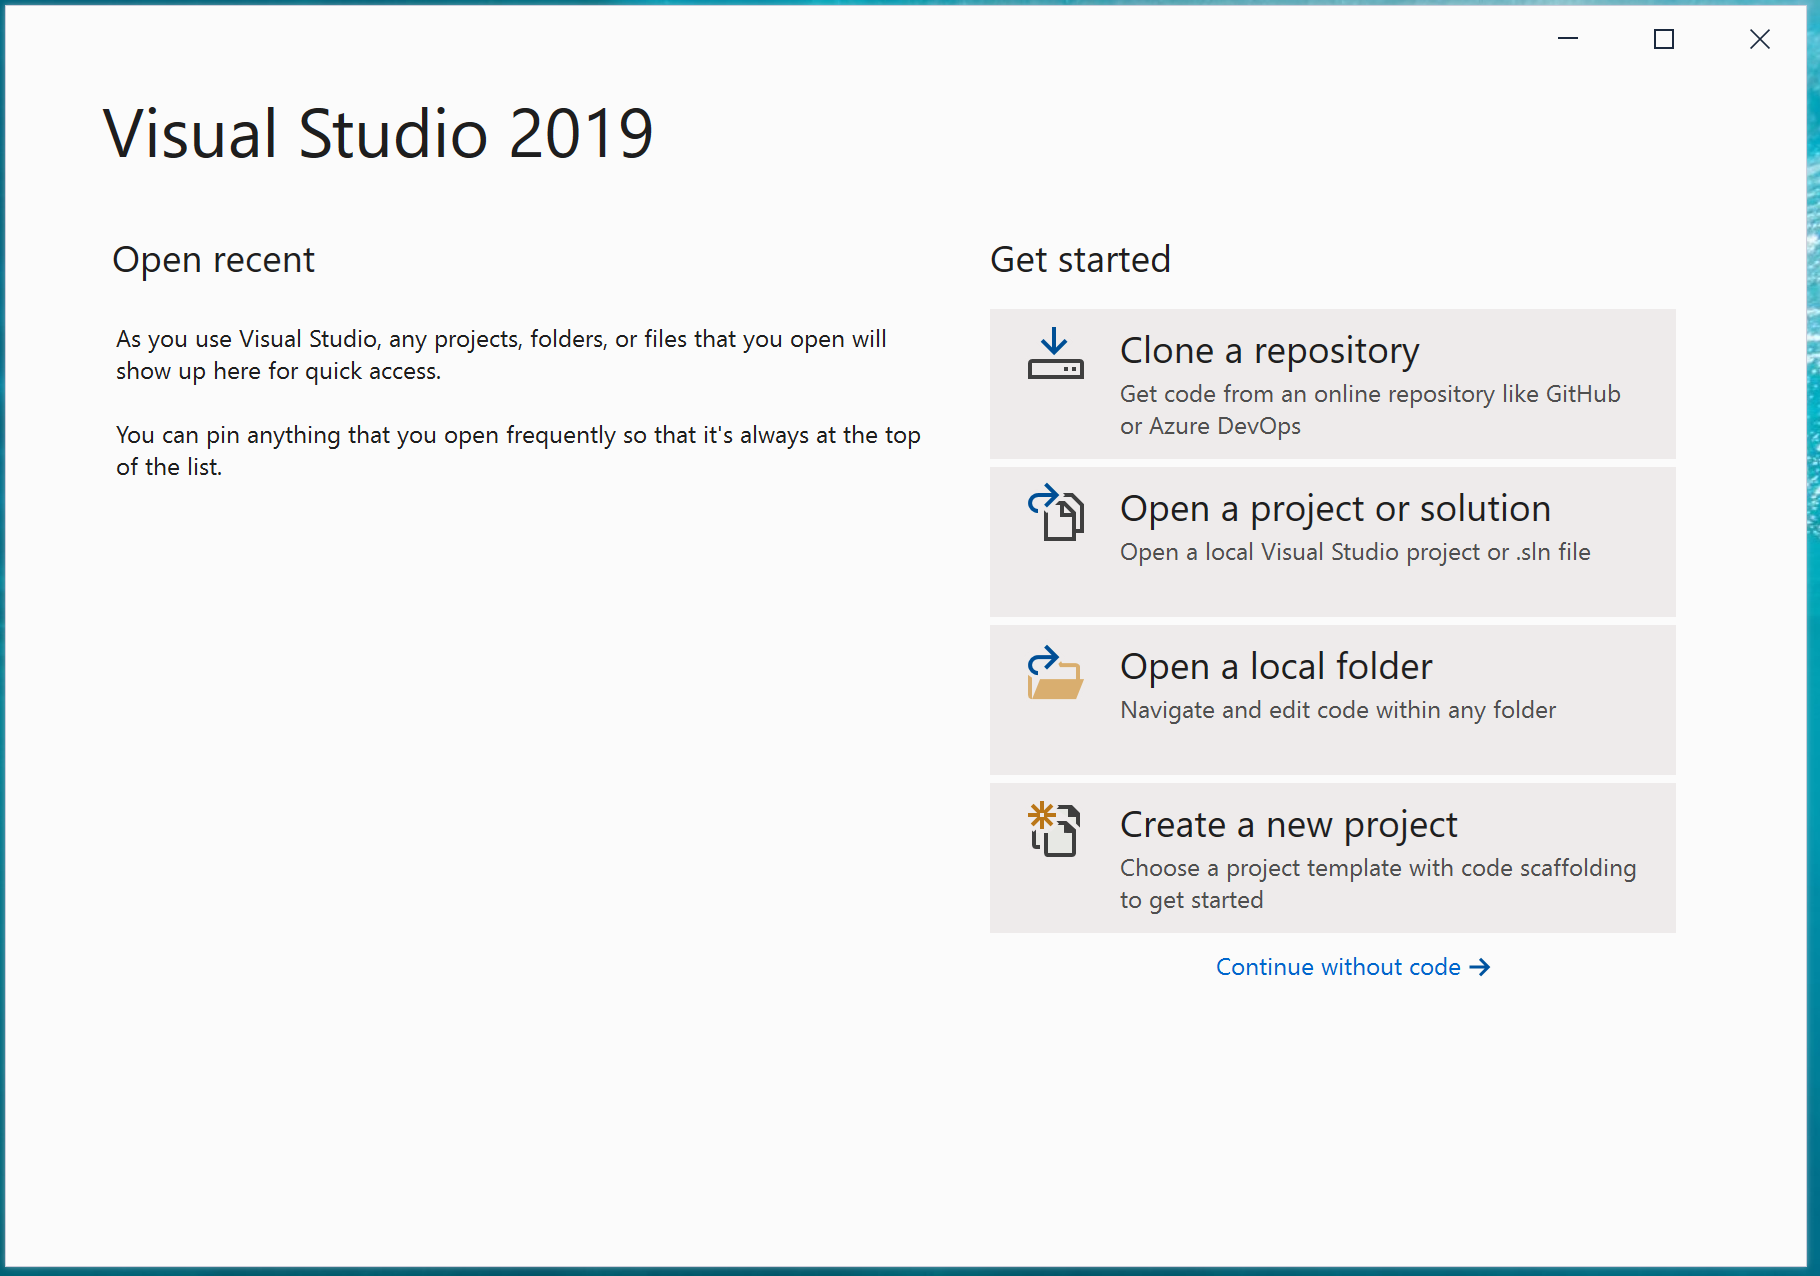 Visual Studio 2019
Open recent
As you use Visual Studio, any projects, folders, or files that you open will
show up here for quick access.
You can pin anything that you open frequently so that it's always at the top
of the list.
Get started
Clone a repository
Get code from an online repository like GitHub
or Azure DevOps
Open a project or solution
Open a local Visual Studio project or .sln file
Open a local folder
Navigate and edit code within any folder
Create a new project
Choose a project template with code scaffolding
to get started
Continue without code